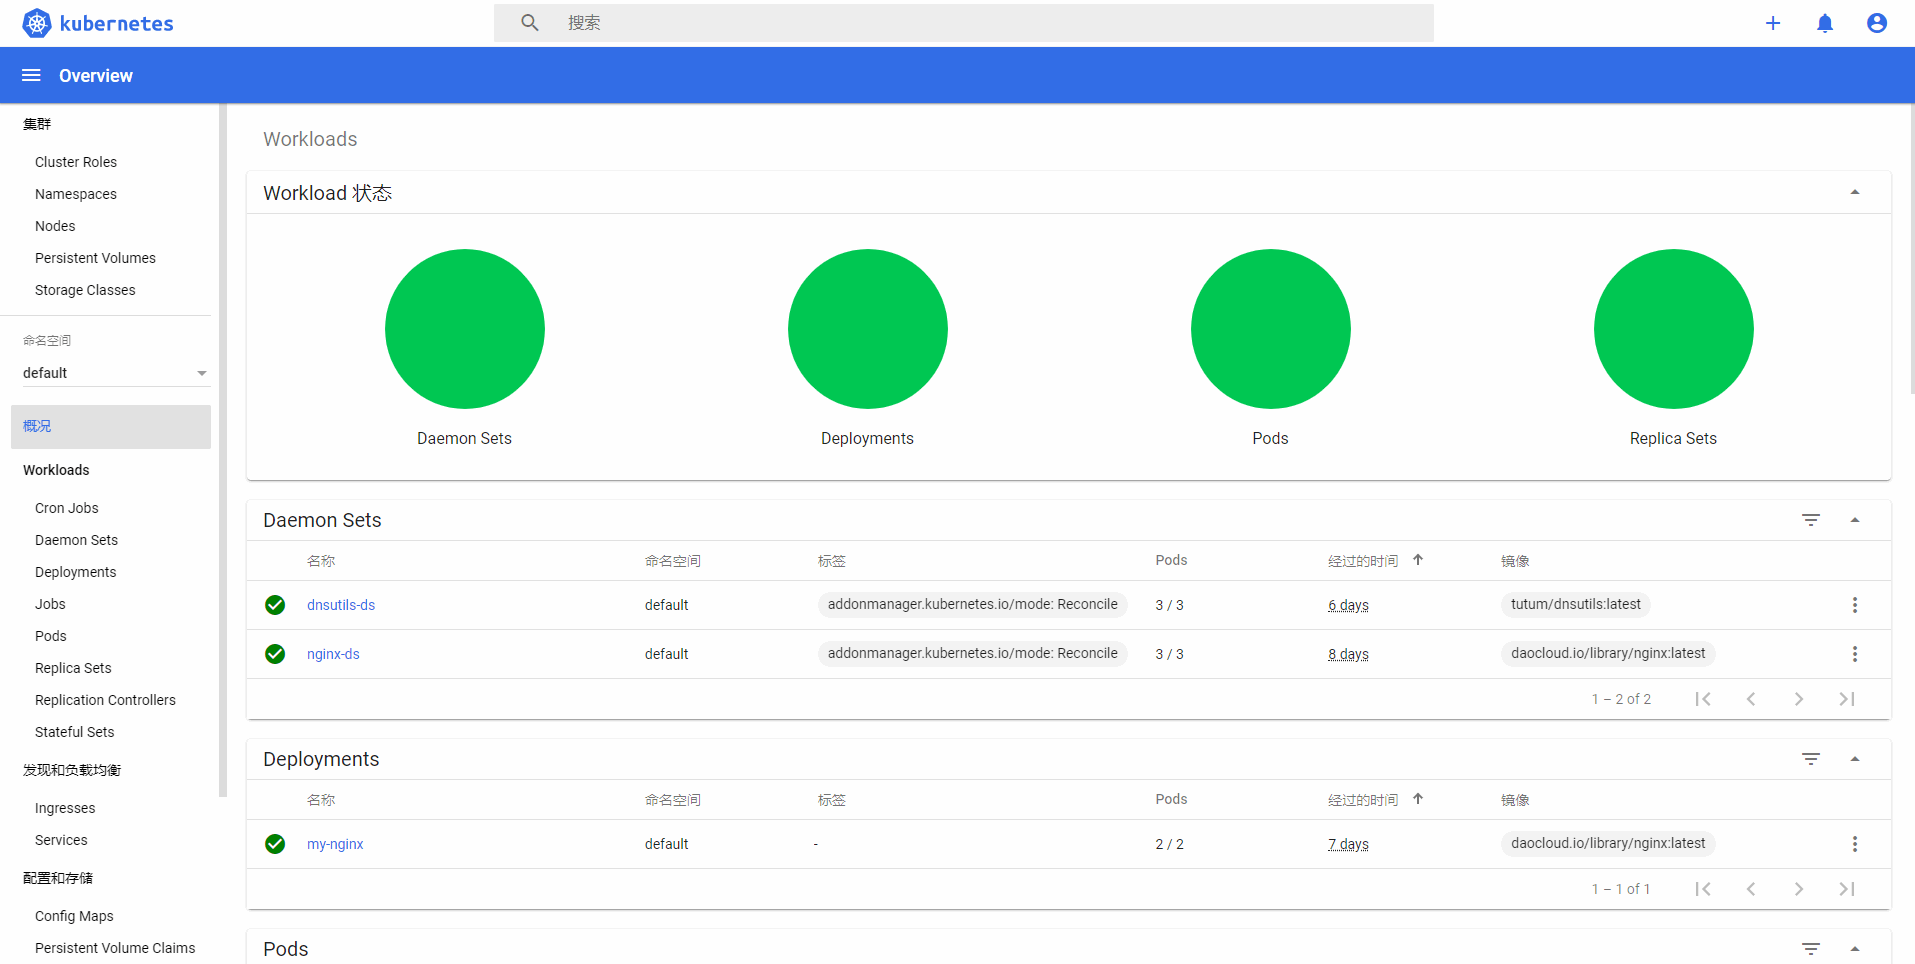 kubernetes
搜索
Overview
集群
Cluster Roles
Namespaces
Nodes
Persistent Volumes
Storage Classes
命名空间
default
概况
Workloads
Cron Jobs
Daemon Sets
Deployments
Jobs
Pods
Replica Sets
Replication Controllers
Stateful Sets
发现和负载均衡
Ingresses
Services
配置和存储
Config Maps
Persistent Volume Claims
Workloads
Workload 状态
Daemon Sets
Deployments
Pods
Replica Sets
Daemon Sets
名称 命名空间 标签 Pods 经过的时间 镜像
dnsutils-ds default addonmanager.kubernetes.io/mode: Reconcile 3 / 3 6 days tutum/dnsutils:latest
nginx-ds default addonmanager.kubernetes.io/mode: Reconcile 3 / 3 8 days daocloud.io/library/nginx:latest
1 – 2 of 2
Deployments
名称 命名空间 标签 Pods 经过的时间 镜像
my-nginx default - 2 / 2 7 days daocloud.io/library/nginx:latest
1 – 1 of 1
Pods